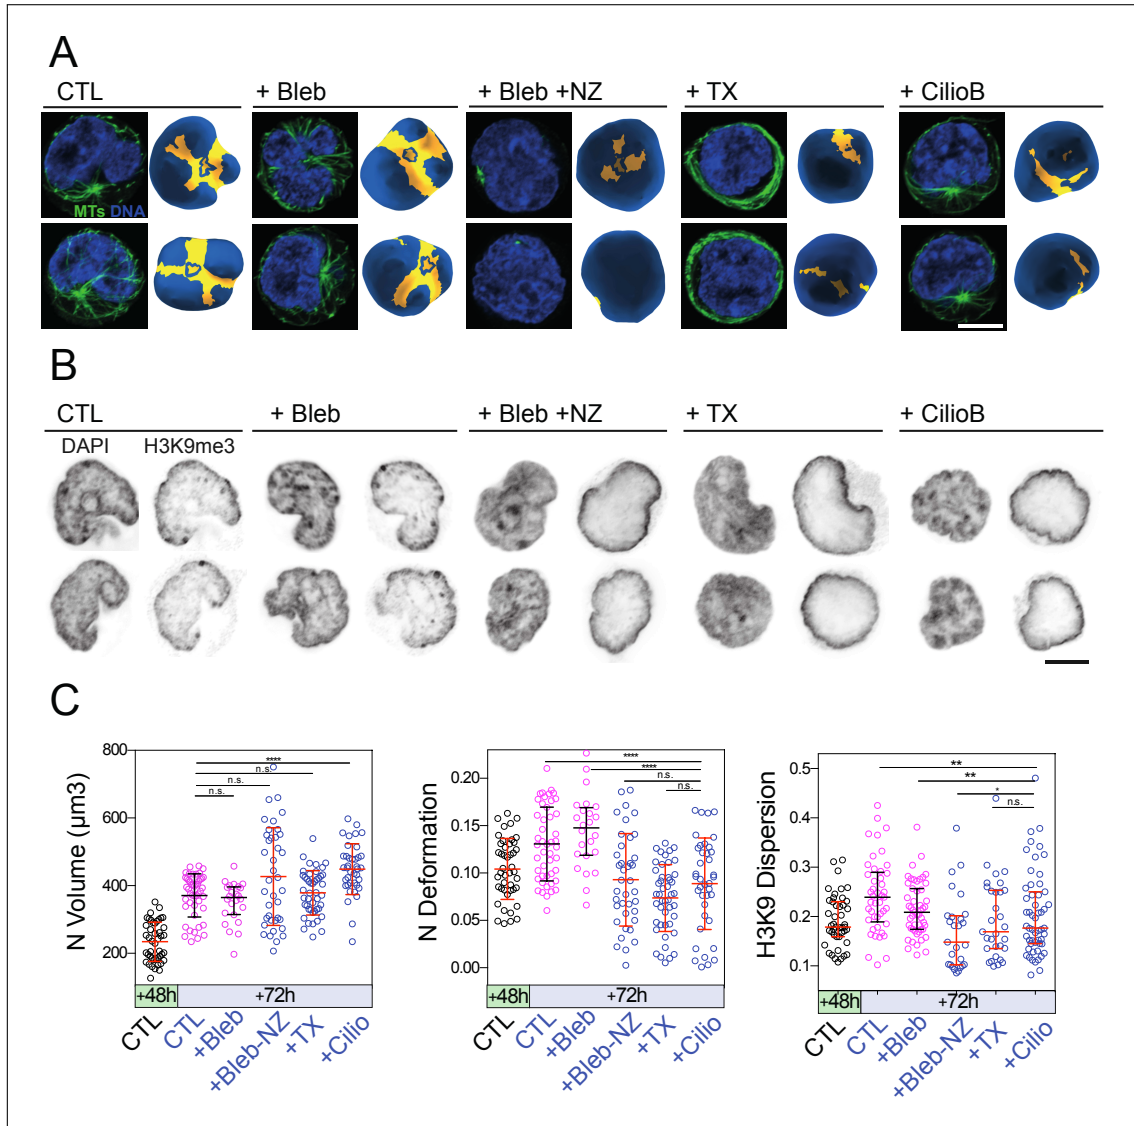 A
CTL
+ Bleb
+ Bleb +NZ
+ TX
+ CilioB
MTs DNA
B
CTL
+ Bleb
+ Bleb +NZ
+ TX
+ CilioB
DAPI
H3K9me3
C
N Volume (µm3)
800
600
400
200
****
n.s.
n.s.
n.s.
+48h
+72h
CTL
CTL
+Bleb
+Bleb-NZ
+TX
+Cilio
N Deformation
0.20
0.15
0.10
0.05
0.00
****
****
n.s.
n.s.
+48h
+72h
CTL
CTL
+Bleb
+Bleb-NZ
+TX
+Cilio
H3K9 Dispersion
0.5
0.4
0.3
0.2
0.1
**
**
*
n.s.
+48h
+72h
CTL
CTL
+Bleb
+Bleb-NZ
+TX
+Cilio